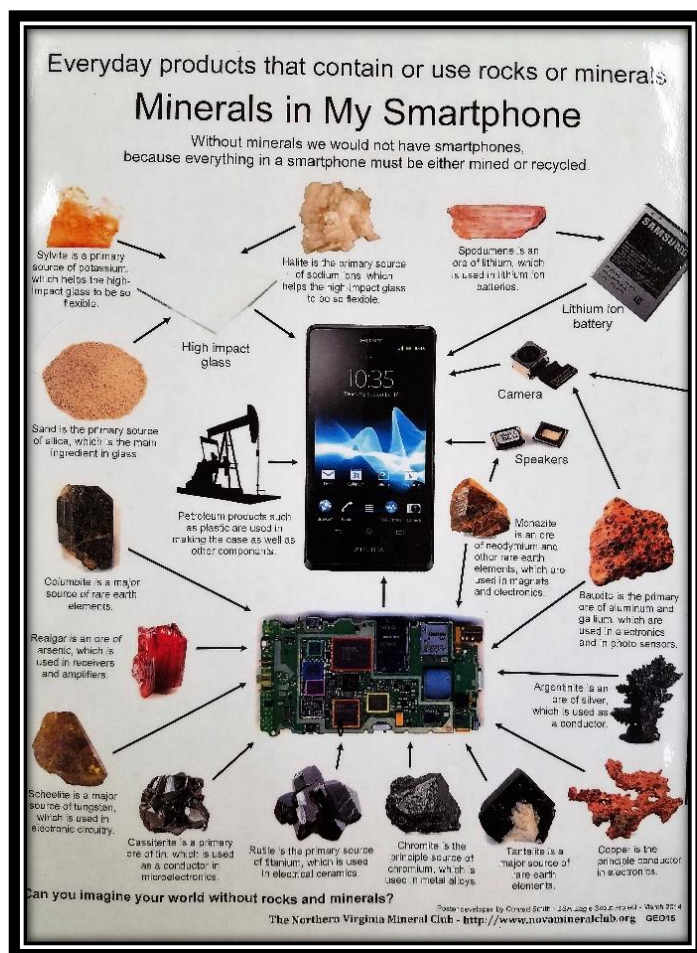 Everyday products that contain or use rocks or minerals
Minerals in My Smartphone
Without minerals we would not have smartphones,
because everything in a smartphone must be either mined or recycled.
Sylvite is a primary
source of potassium,
which helps the high-
impact glass to be so
flexible.
Halite is the primary source
of sodium ions, which
helps the high impact glass
to be so flexible.
Spodumene is an
ore of lithium, which
is used in lithium ion
batteries.
SAMSUNG
Lithium ion
battery
High impact
glass
Sand is the primary source
of silica, which is the main
ingredient in glass
10:35
Camera
Speakers
Petroleum products such
as plastic are used in
making the case as well as
other components.
Monazite
is an ore
of neodymium and
other rare earth
elements, which are
used in magnets
and electronics.
Columbite is a major
source of rare earth
elements.
Bauxite is the primary
ore of aluminum and
gallium, which are
used in electronics
and in photo sensors.
Realgar is an ore of
arsenic, which is
used in receivers
and amplifiers.
Argentinite is an
ore of silver,
which is used as
a conductor.
Scheelite is a major
source of tungsten,
which is used in
electronic circuitry.
Cassiterite is a primary
ore of tin, which is used
as a conductor in
microelectronics.
Rutile is the primary source
of titanium, which is used
in electrical ceramics.
Chromite is the
principle source of
chromium, which is
used in metal alloys.
Tantalite is a
major source of
rare earth
elements.
Copper is the
principle conductor
in electronics.
Can you imagine your world without rocks and minerals?
Poster developed by Conrad Smith - BSA Eagle Scout Project - March 2014
The Northern Virginia Mineral Club - http://www.novamineralclub.org GEO15